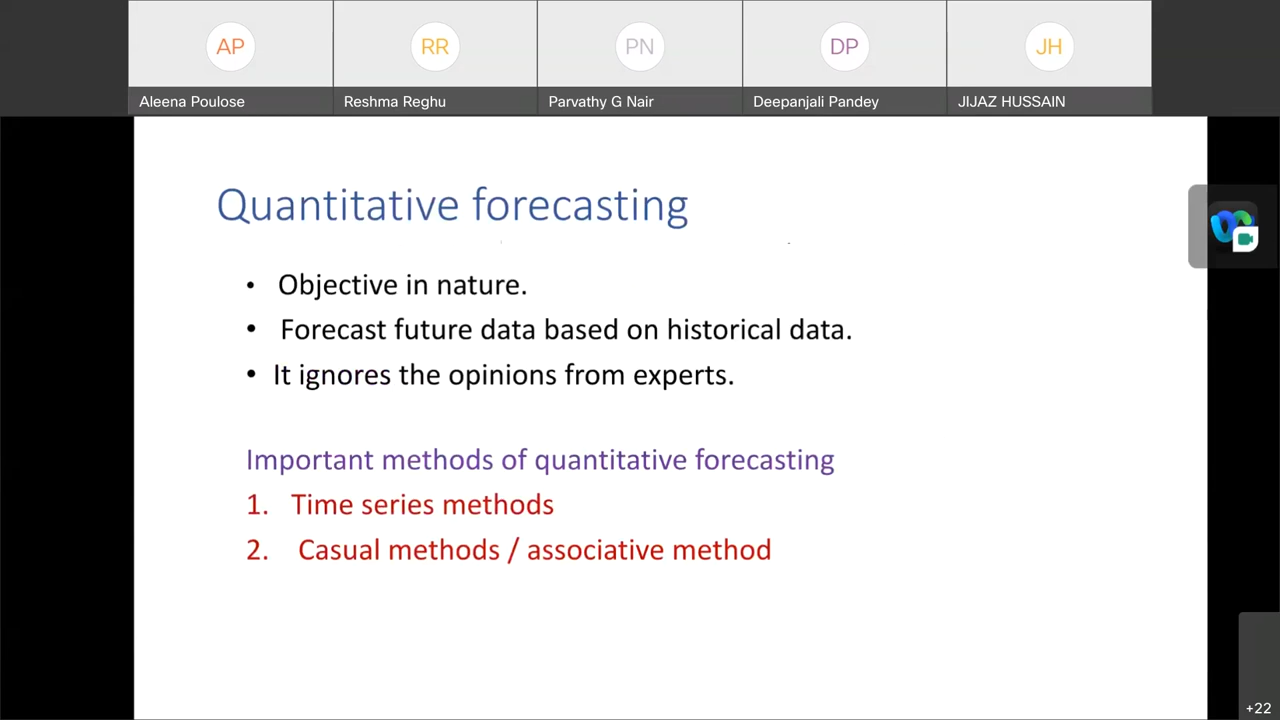 AP
RR
PN
DP
JH
Aleena Poulose
Reshma Reghu
Parvathy G Nair
Deepanjali Pandey
JIJAZ HUSSAIN
Quantitative forecasting
• Objective in nature.
• Forecast future data based on historical data.
• It ignores the opinions from experts.
Important methods of quantitative forecasting
1. Time series methods
2. Casual methods / associative method
+22